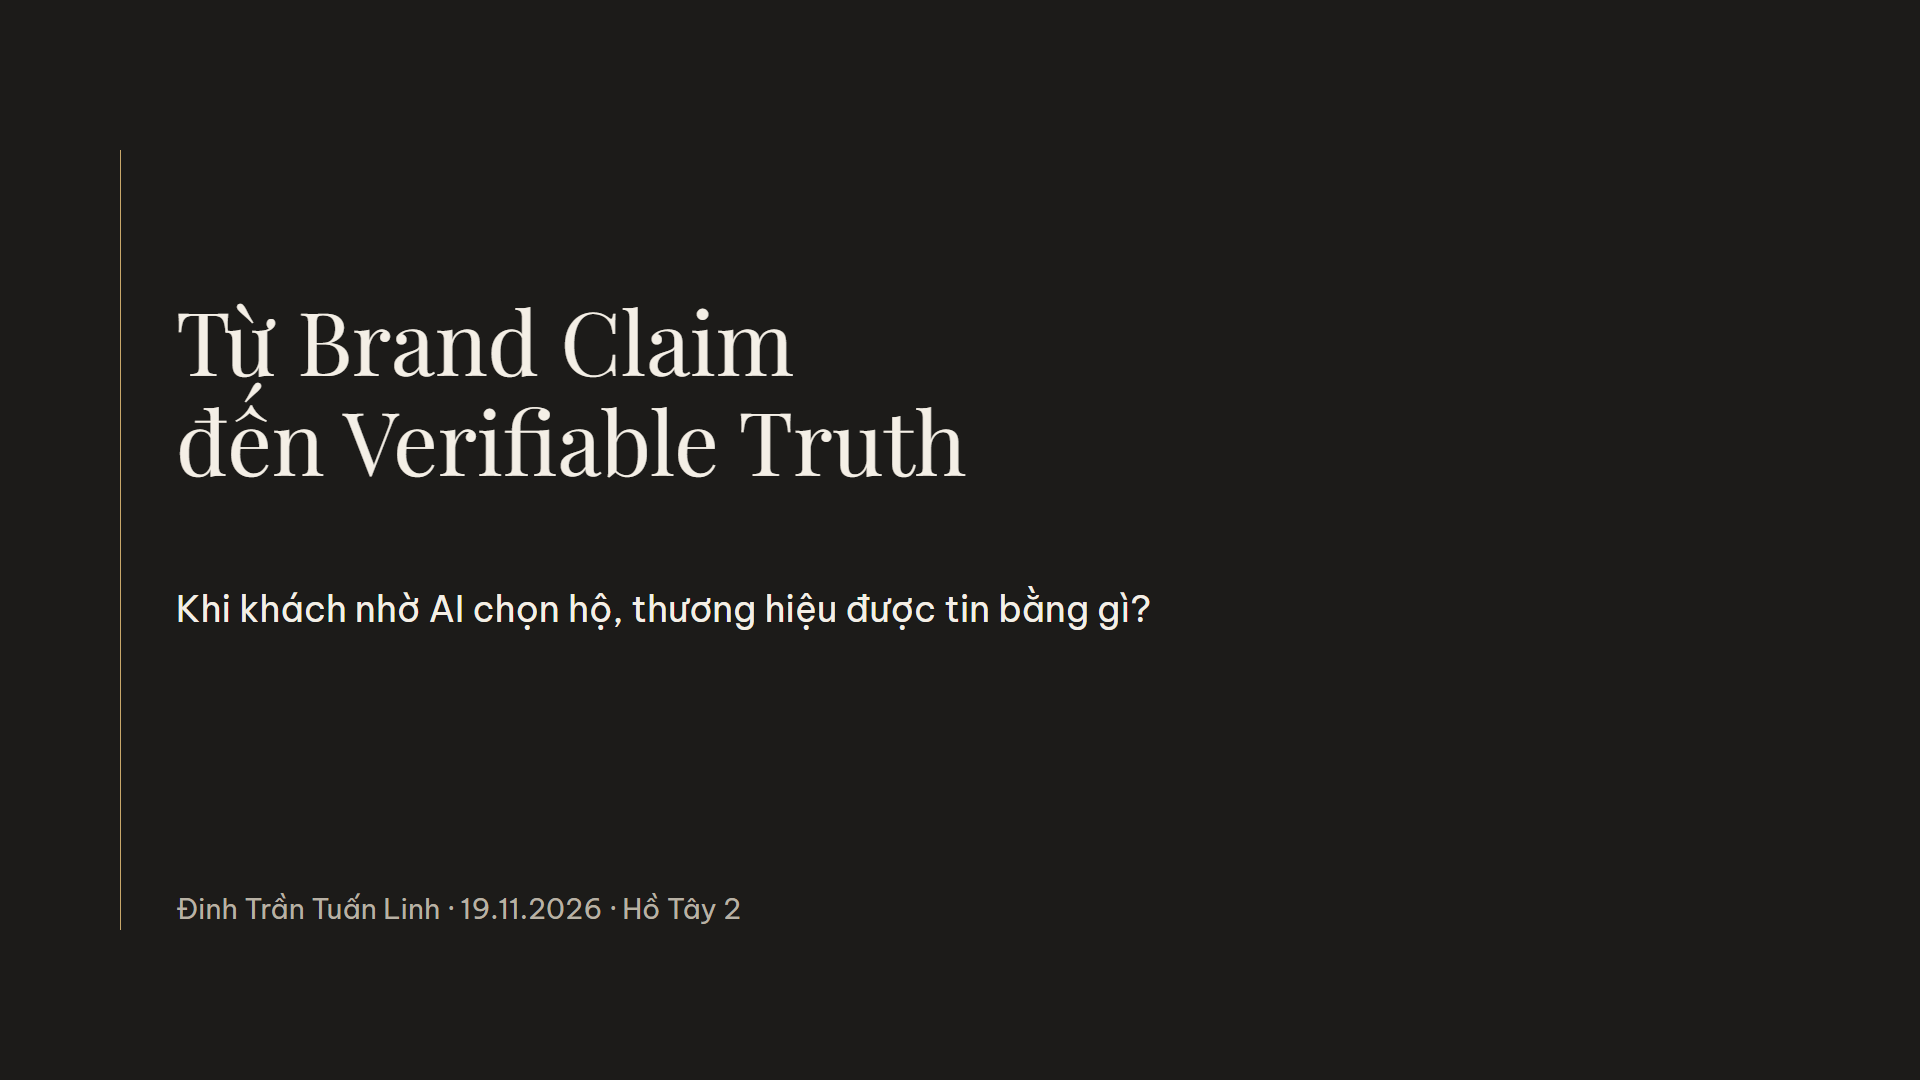 Từ Brand Claim
đến Verifiable Truth
Khi khách nhờ AI chọn hộ, thương hiệu được tin bằng gì?
Đinh Trần Tuấn Linh · 19.11.2026 · Hồ Tây 2